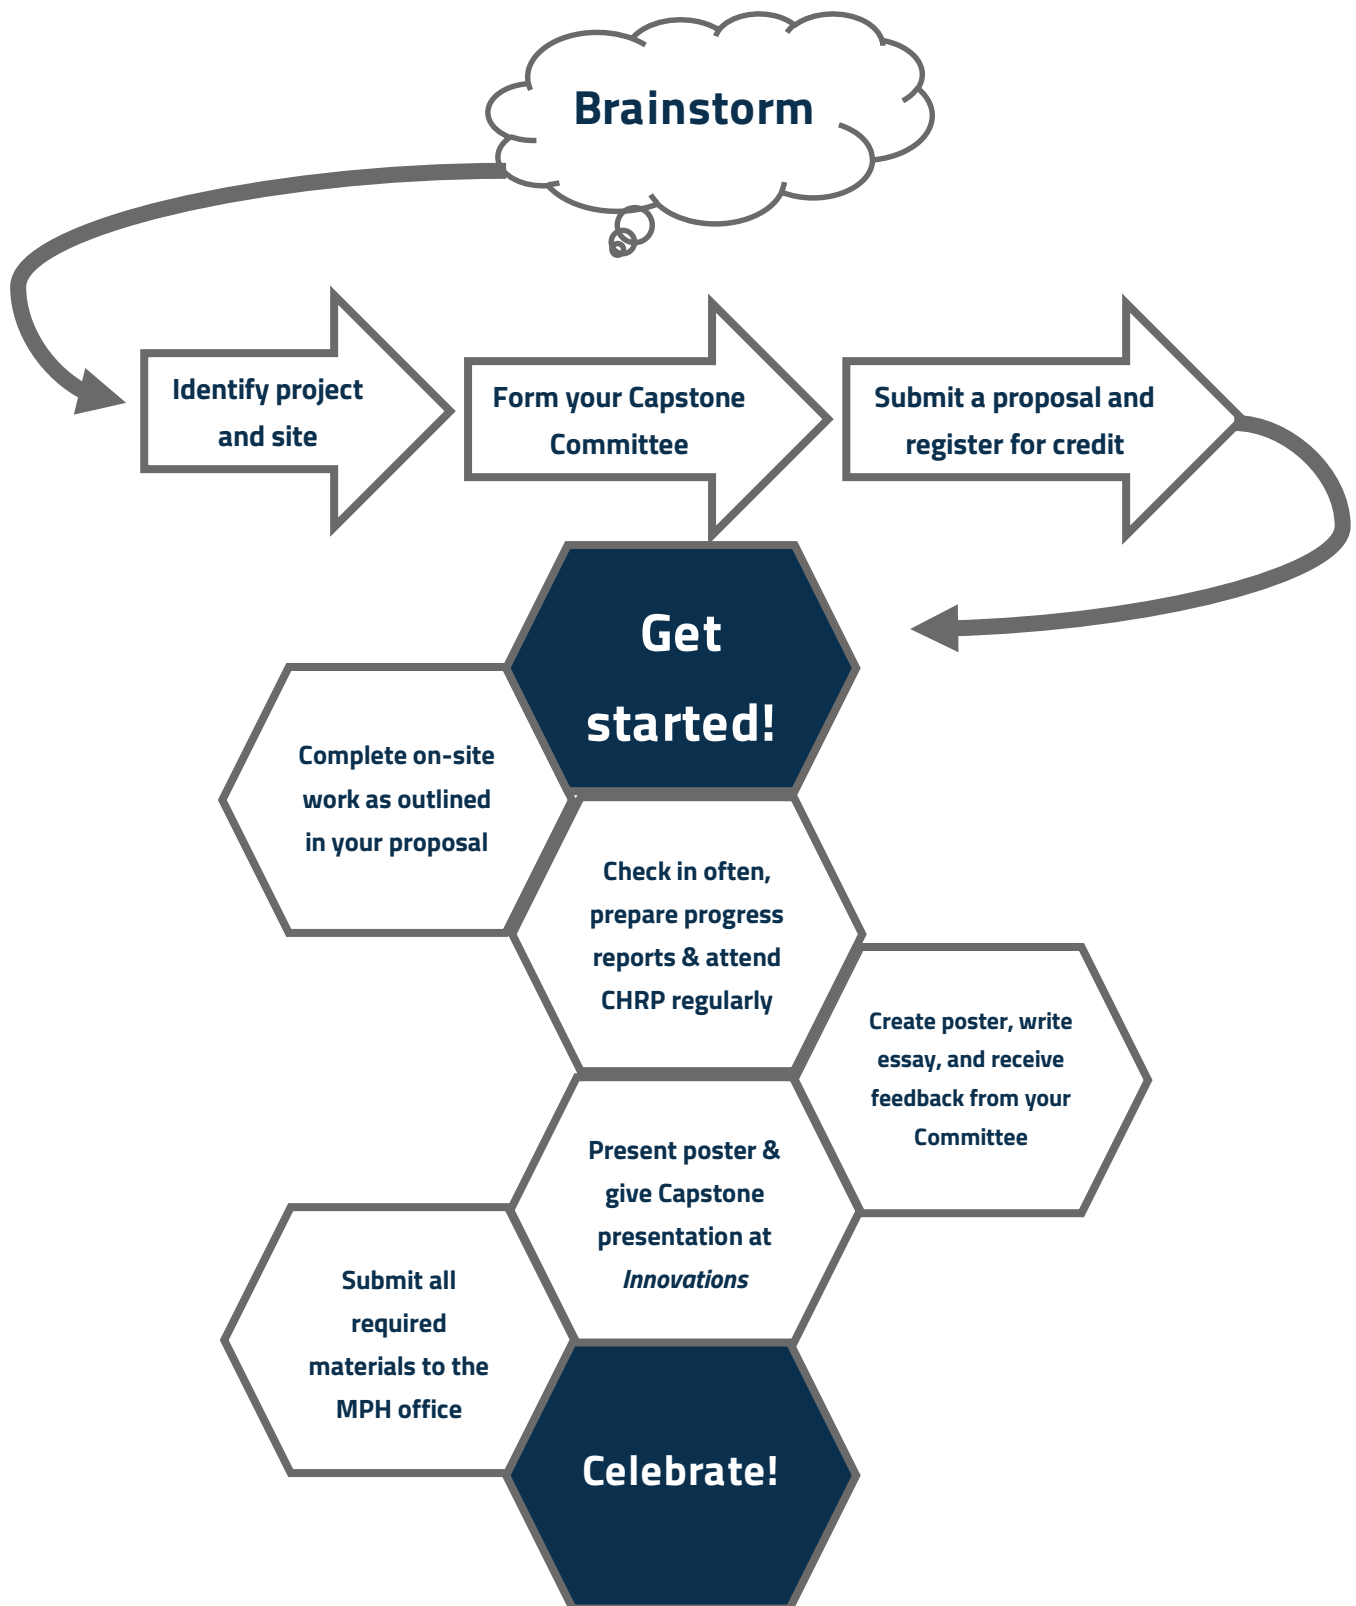 Brainstorm
Identify project
and site
Form your Capstone
Committee
Submit a proposal and
register for credit
Get
started!
Complete on-site
work as outlined
in your proposal
Check in often,
prepare progress
reports & attend
CHRP regularly
Create poster, write
essay, and receive
feedback from your
Committee
Present poster &
give Capstone
presentation at
Innovations
Submit all
required
materials to the
MPH office
Celebrate!